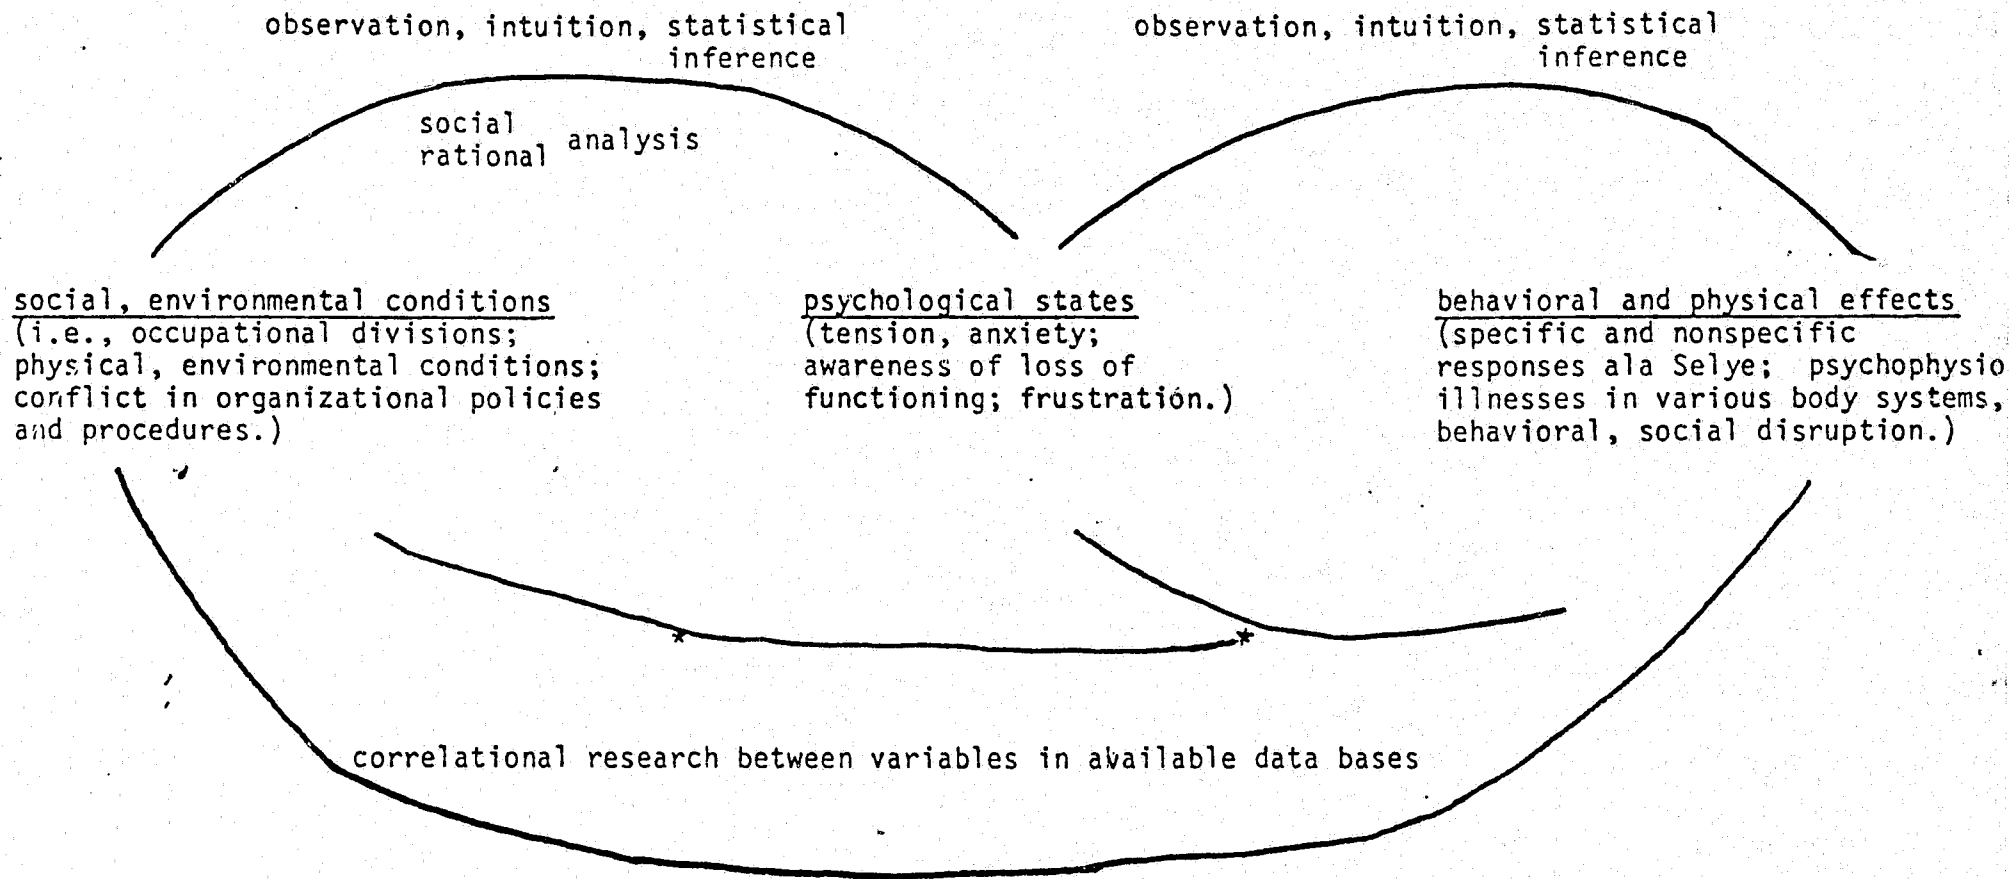 observation, intuition, statistical
inference
observation, intuition, statistical
inference
social
rational analysis
social, environmental conditions
(i.e., occupational divisions;
physical, environmental conditions;
conflict in organizational policies
and procedures.)
psychological states
(tension, anxiety;
awareness of loss of
functioning; frustration.)
behavioral and physical effects
(specific and nonspecific
responses ala Selye; psychophysio
illnesses in various body systems,
behavioral, social disruption.)
*
*
correlational research between variables in available data bases